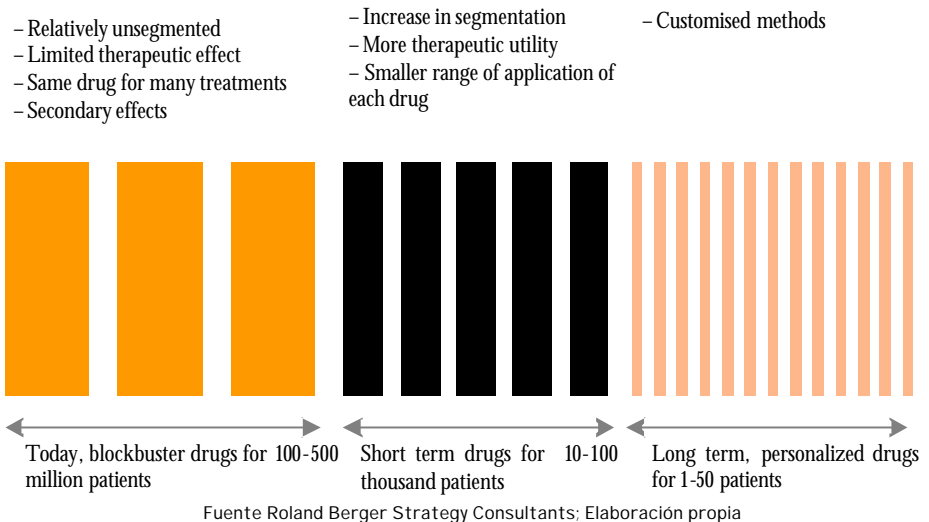 – Relatively unsegmented
– Limited therapeutic effect
– Same drug for many treatments
– Secondary effects
– Increase in segmentation
– More therapeutic utility
– Smaller range of application of
each drug
– Customised methods
Today, blockbuster drugs for 100-500
million patients
Short term drugs for 10-100
thousand patients
Long term, personalized drugs
for 1-50 patients
Fuente Roland Berger Strategy Consultants; Elaboración propia